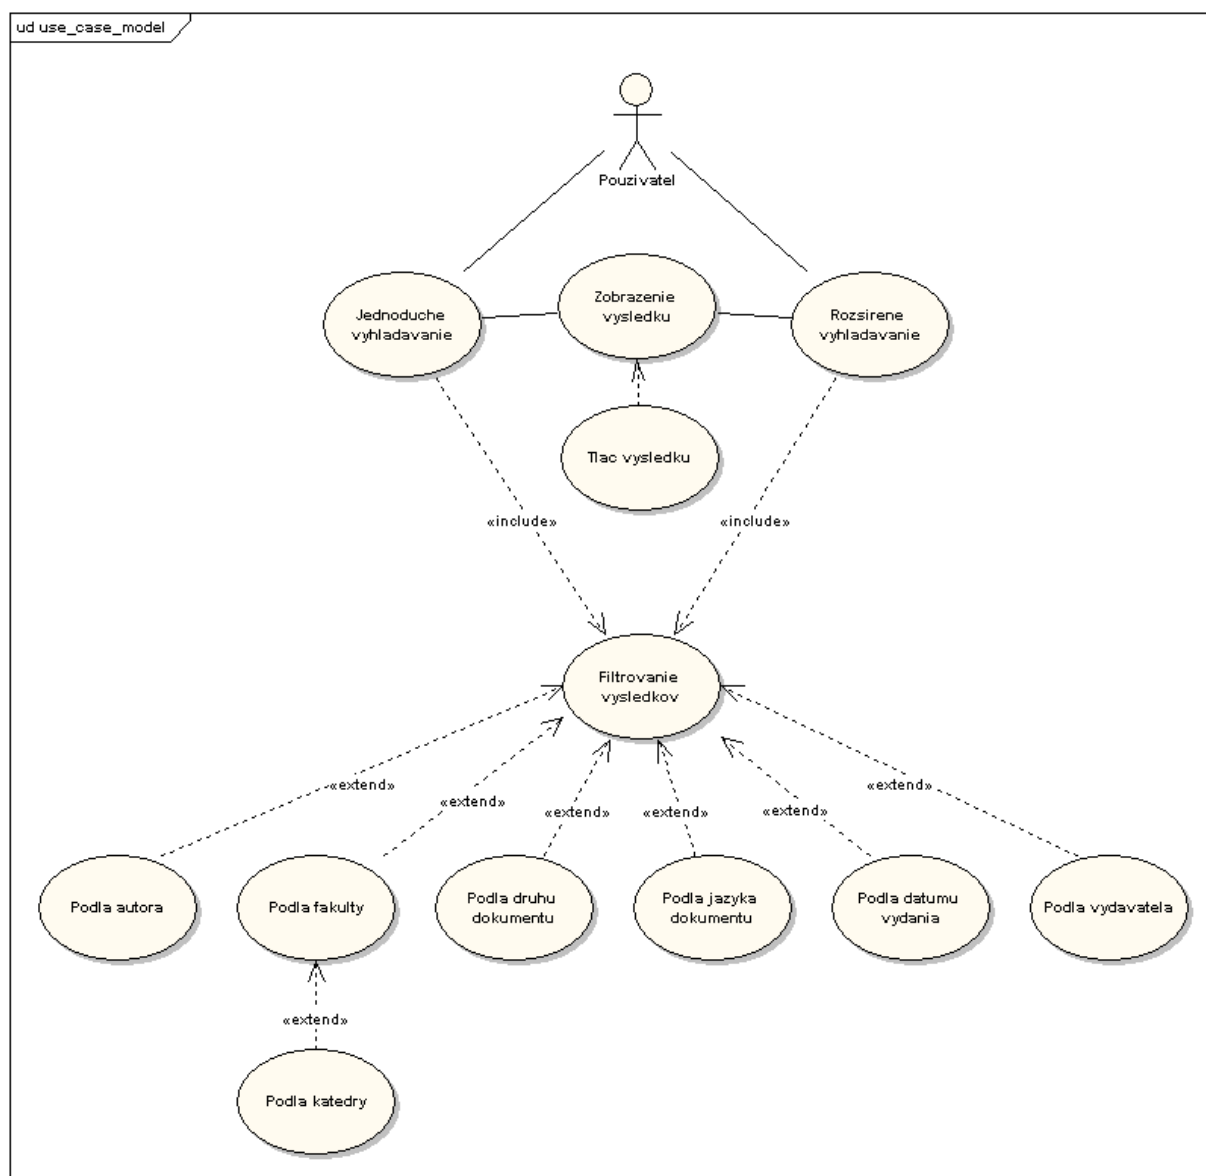 ud use_case_model
Pouzivatel
Jednoduche
vyhladavanie
Zobrazenie
vysledku
Rozsirene
vyhladavanie
Tlac vysledku
«include»
«include»
Filtrovanie
vysledkov
«extend»
«extend»
«extend»
«extend»
«extend»
«extend»
Podla autora
Podla fakulty
Podla druhu
dokumentu
Podla jazyka
dokumentu
Podla datumu
vydania
Podla vydavatela
«extend»
Podla katedry